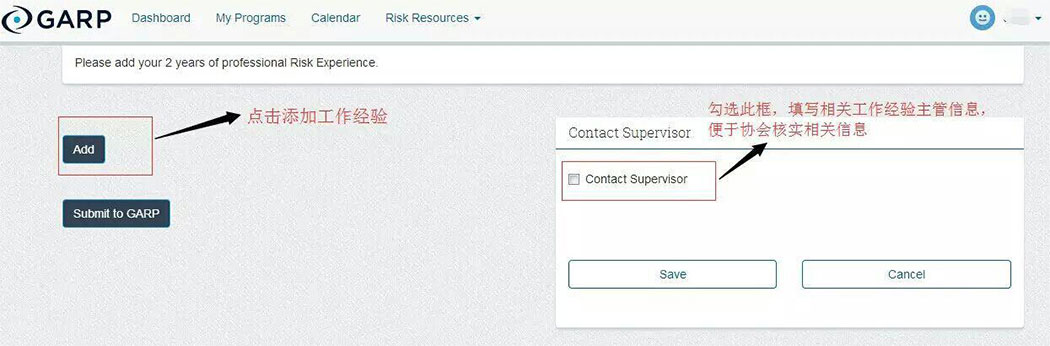 GARP
Dashboard
My Programs
Calendar
Risk Resources
Please add your 2 years of professional Risk Experience.
点击添加工作经验
Add
Submit to GARP
勾选此框，填写相关工作经验主管信息，
便于协会核实相关信息
Contact Supervisor
Contact Supervisor
Save
Cancel